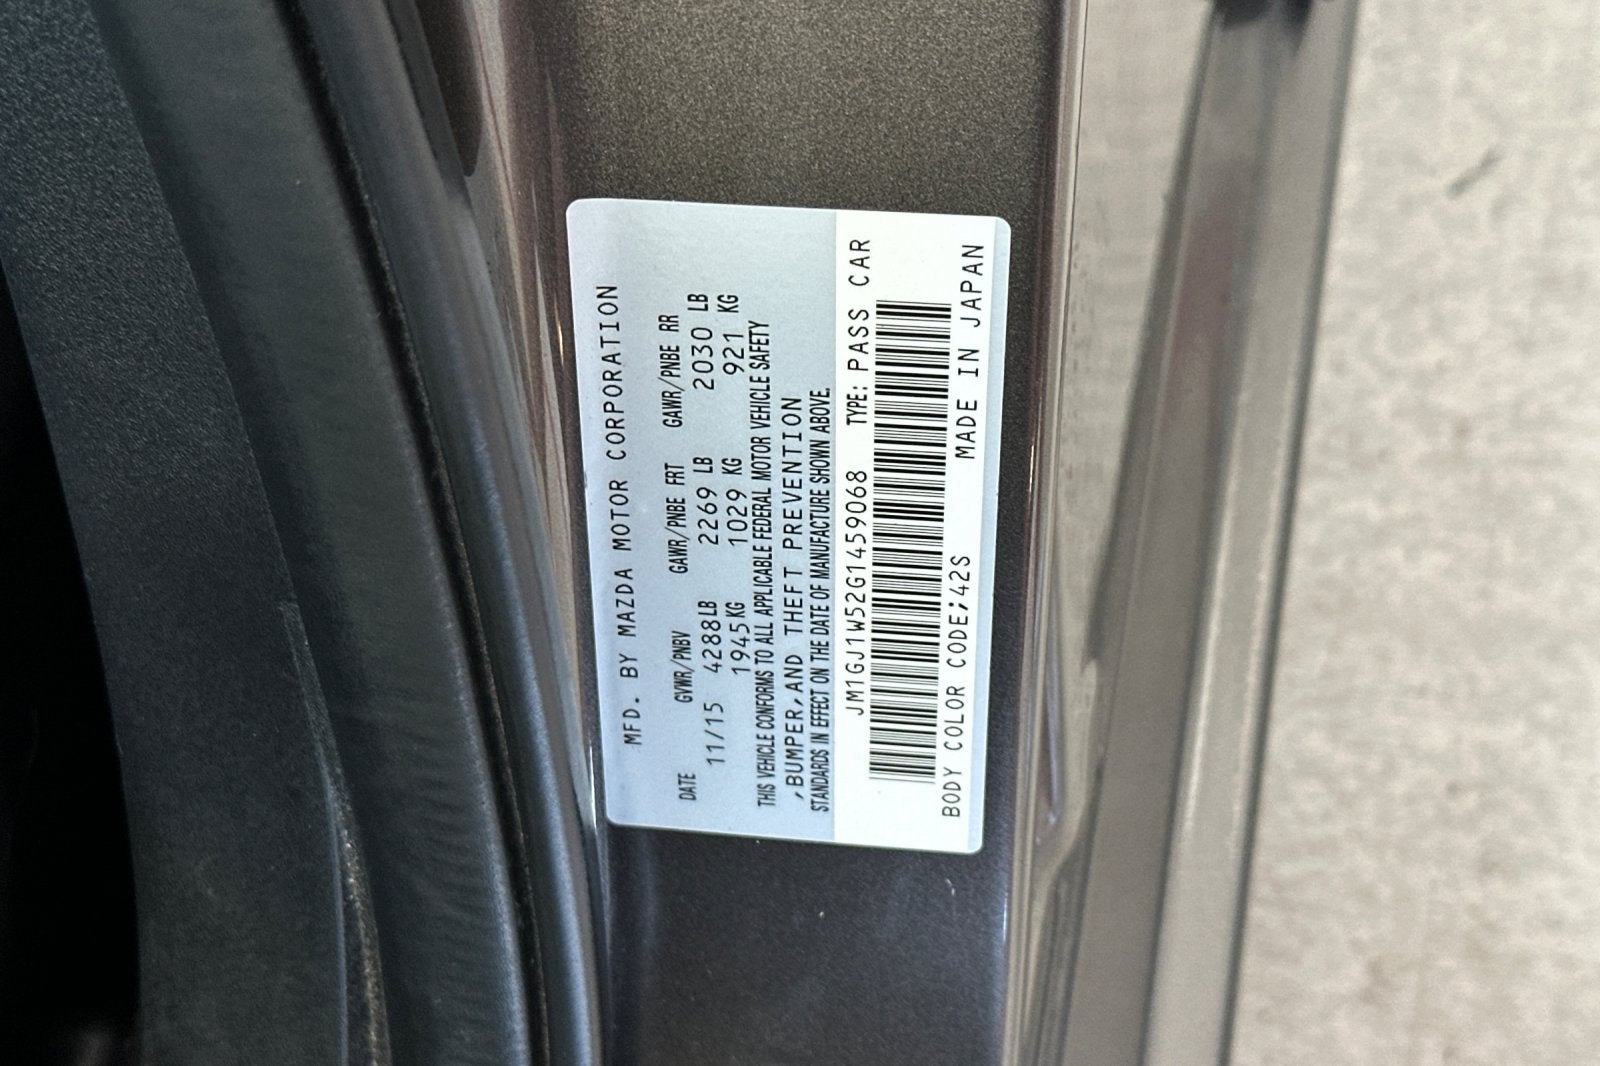 MFD. BY MAZDA MOTOR CORPORATION
DATE GVWR/PNBV GAWR/PNBE FRT GAWR/PNBE RR
11/15 4288LB 2269 LB 2030 LB
1945KG 1029 KG 921 KG
THIS VEHICLE CONFORMS TO ALL APPLICABLE FEDERAL MOTOR VEHICLE SAFETY
,BUMPER,AND THEFT PREVENTION
STANDARDS IN EFFECT ON THE DATE OF MANUFACTURE SHOWN ABOVE.
JM1GJ1W52G1459068 TYPE: PASS CAR
BODY COLOR CODE;42S MADE IN JAPAN